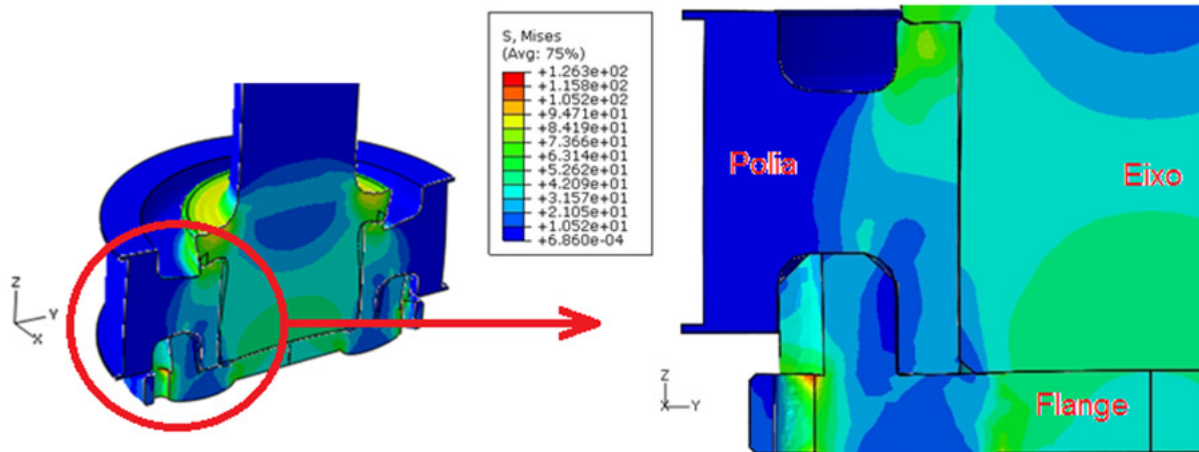 S, Mises
(Avg: 75%)
+1.263e+02
+1.158e+02
+1.052e+02
+9.471e+01
+8.419e+01
+7.366e+01
+6.314e+01
+5.262e+01
+4.209e+01
+3.157e+01
+2.105e+01
+1.052e+01
+6.860e-04
Z
Y
X
Polia
Eixo
Flange
Z
X
Y